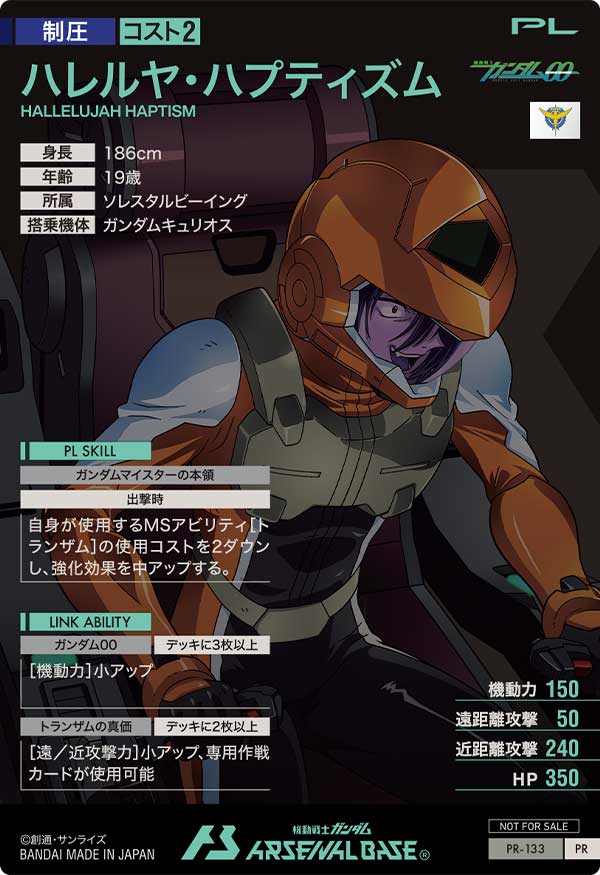 制圧 コスト2 PL
ハレルヤ・ハプティズム
HALLELUJAH HAPTISM
ガンダム00
身長 186cm
年齢 19歳
所属 ソレスタルビーイング
搭乗機体 ガンダムキュリオス
PL SKILL
ガンダムマイスターの本領
出撃時
自身が使用するMSアビリティ[ト
ランザム]の使用コストを2ダウン
し、強化効果を中アップする。
LINK ABILITY
ガンダム00 デッキに3枚以上
[機動力]小アップ
トランザムの真価 デッキに2枚以上
[遠/近攻撃力]小アップ、専用作戦
カードが使用可能
機動力 150
遠距離攻撃 50
近距離攻撃 240
HP 350
©創通・サンライズ
BANDAI MADE IN JAPAN
機動戦士ガンダム
ARSENAL BASE®
NOT FOR SALE
PR-133 PR